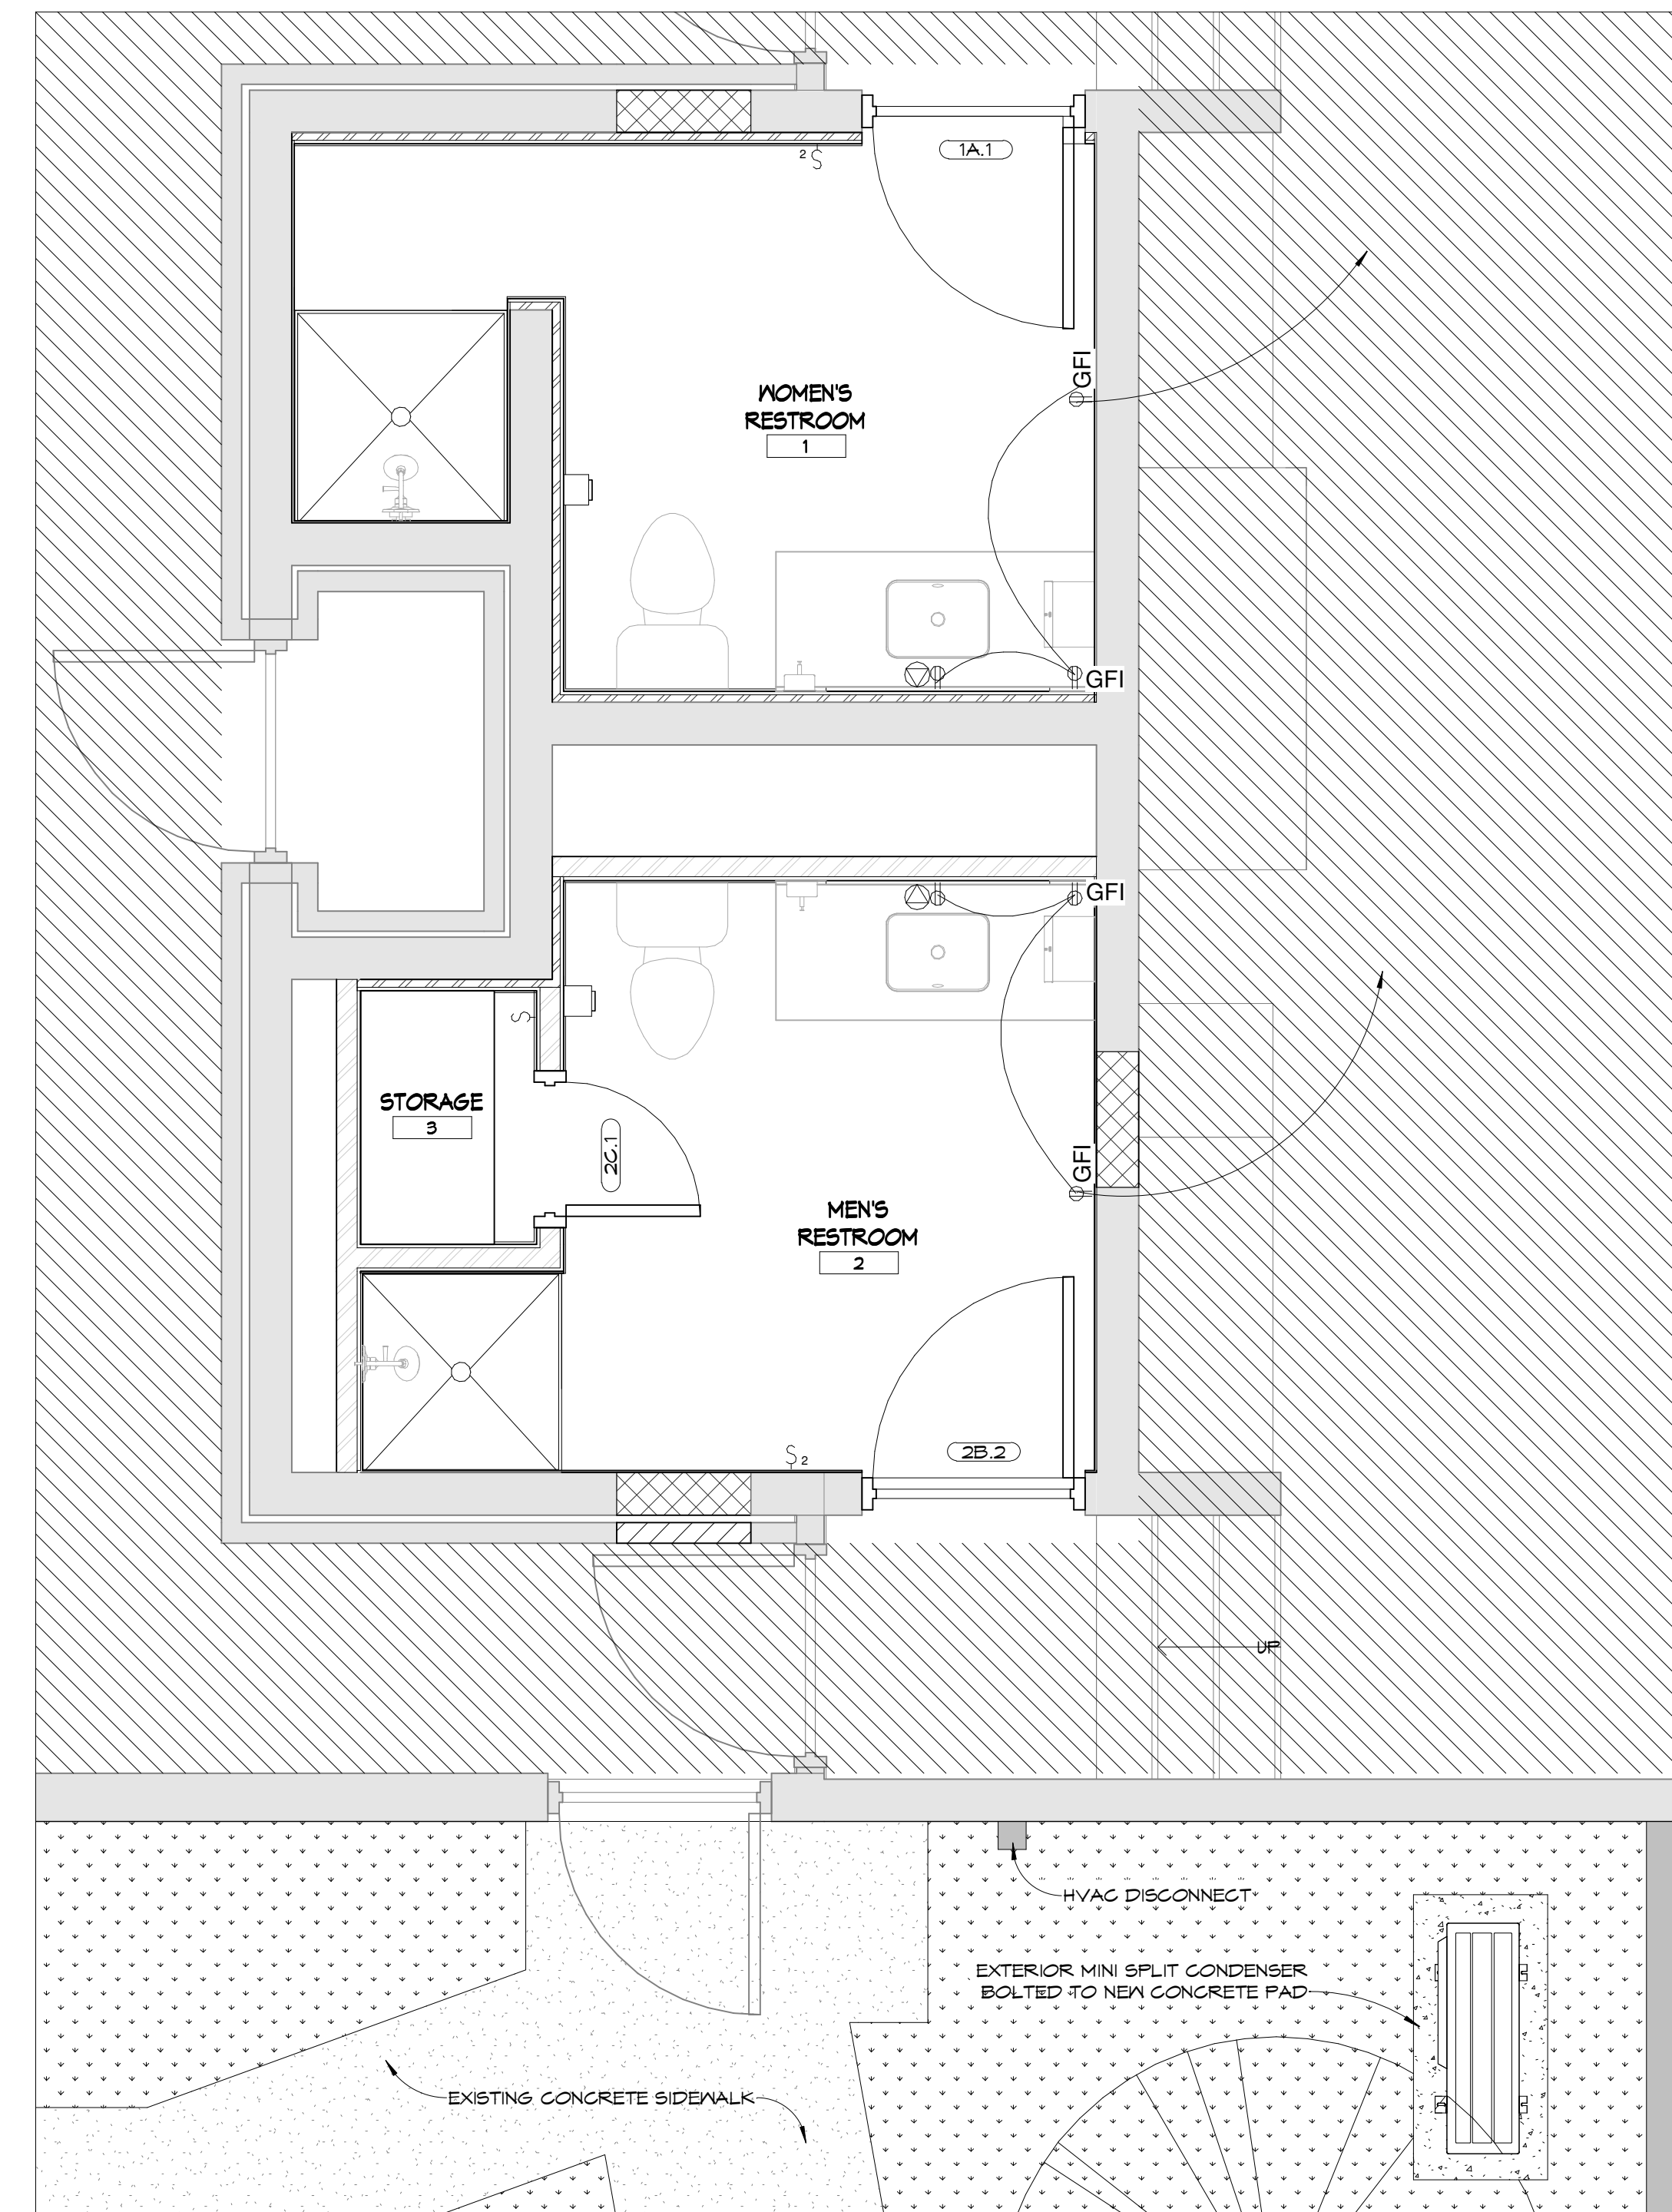 1A.1
2
GFI
WOMEN'S
RESTROOM
1
GFI
GFI
STORAGE
3
2C.1
GFI
MEN'S
RESTROOM
2
2
2B.2
UP
HVAC DISCONNECT
EXTERIOR MINI SPLIT CONDENSER
BOLTED TO NEW CONCRETE PAD
EXISTING CONCRETE SIDEWALK